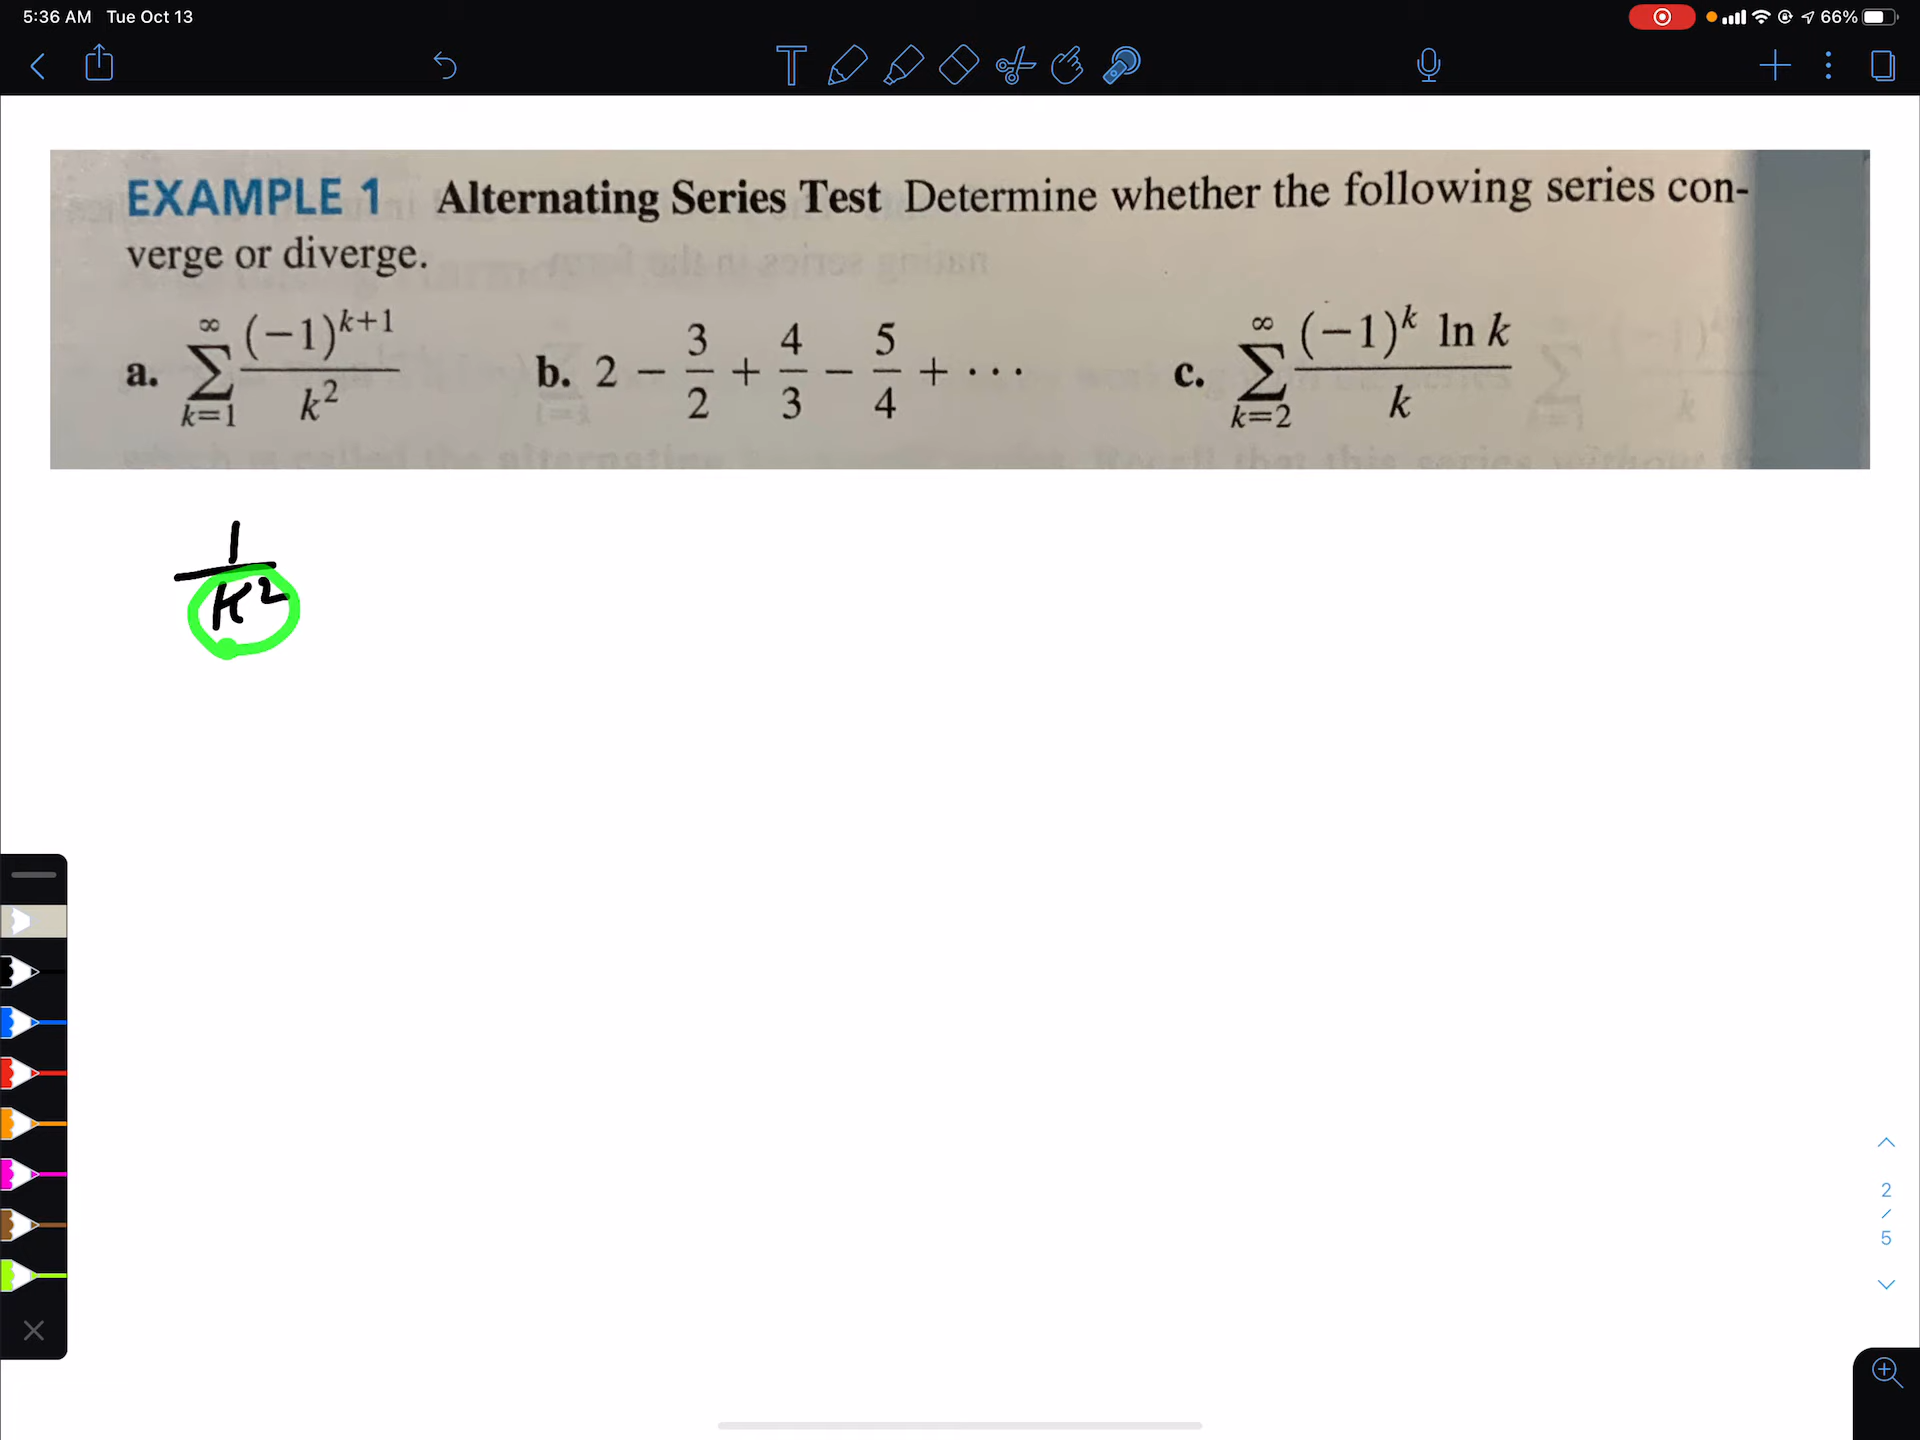 5:36 AM Tue Oct 13
66%
EXAMPLE 1 Alternating Series Test Determine whether the following series con-
verge or diverge.
a. ∑_{k=1}^{∞} (−1)^{k+1}/k² b. 2 − 3/2 + 4/3 − 5/4 + · · · c. ∑_{k=2}^{∞} (−1)^k ln k/k
1/k²
2
/
5